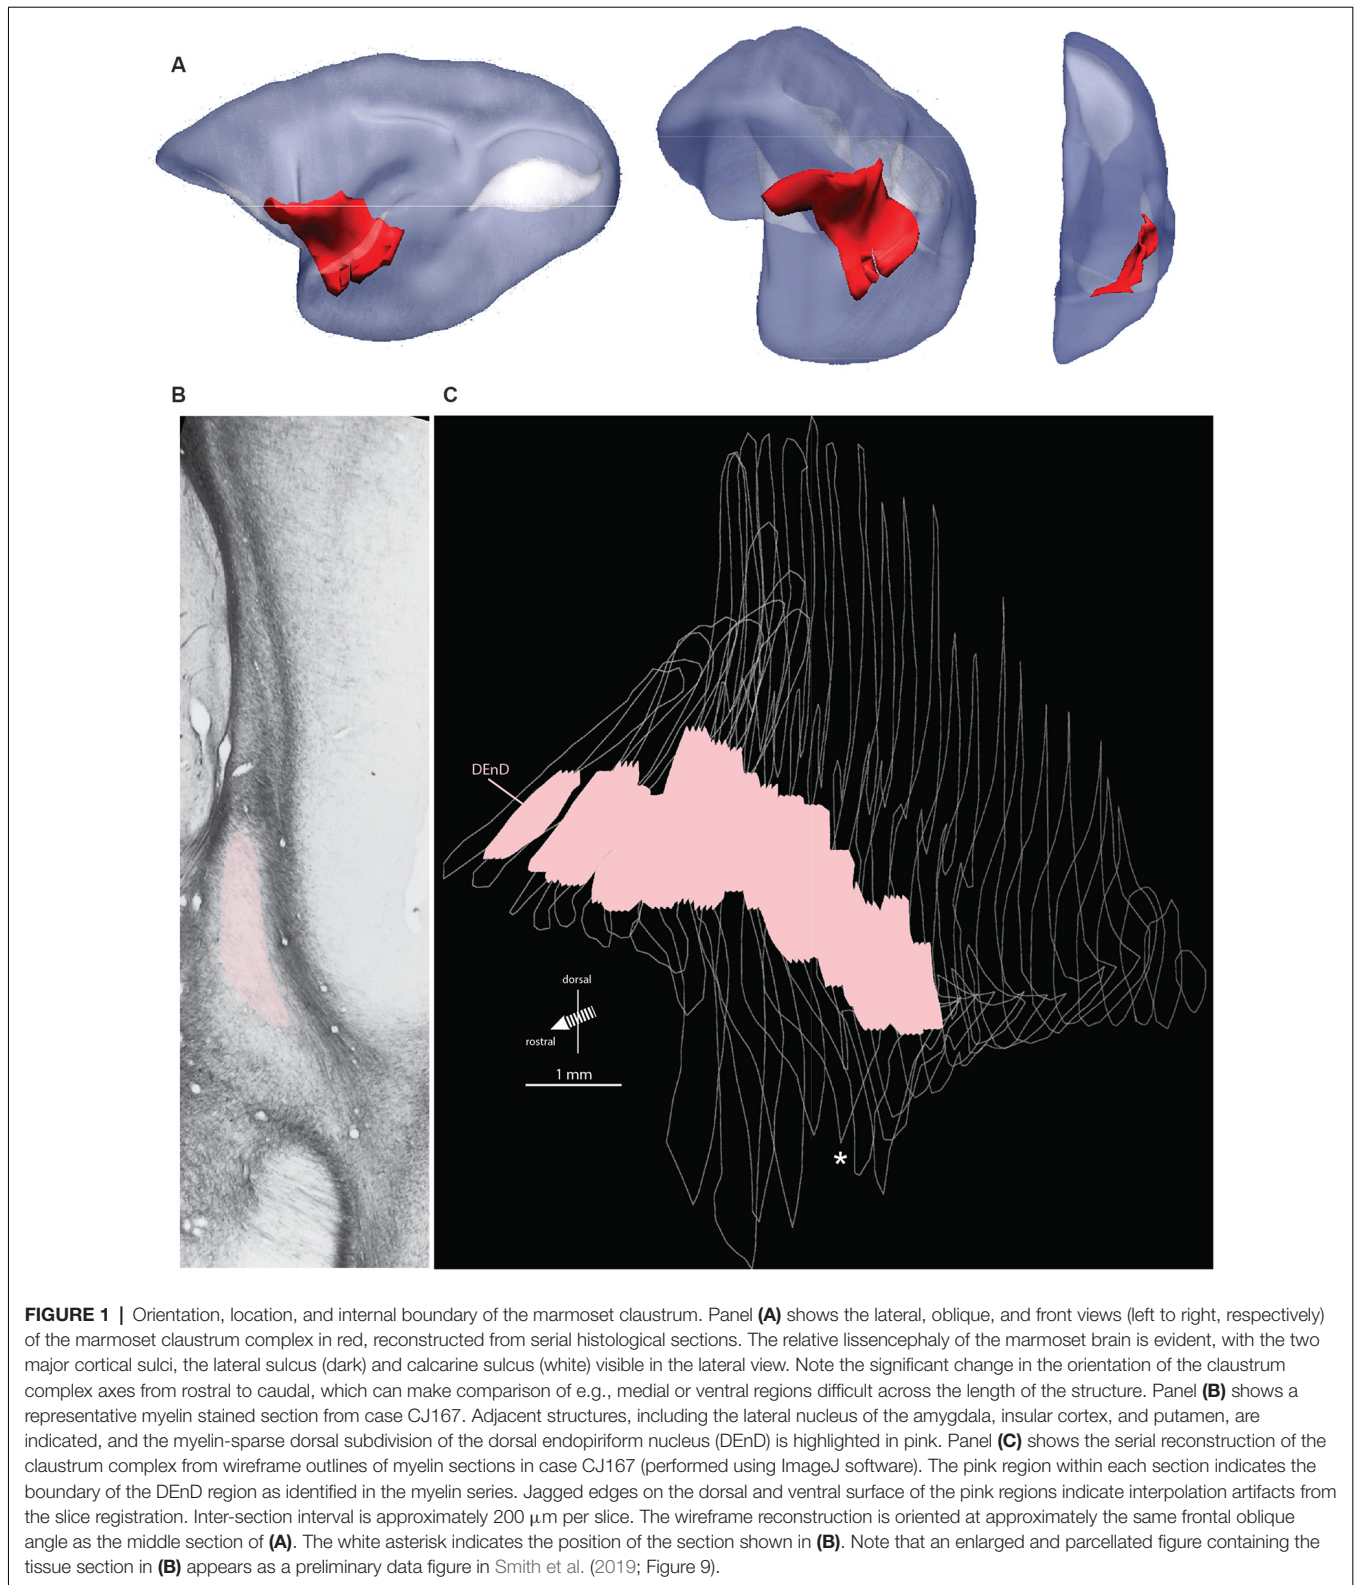 A
B
C
DEnD
dorsal
rostral
1 mm
*
FIGURE 1 | Orientation, location, and internal boundary of the marmoset claustrum. Panel (A) shows the lateral, oblique, and front views (left to right, respectively)
of the marmoset claustrum complex in red, reconstructed from serial histological sections. The relative lissencephaly of the marmoset brain is evident, with the two
major cortical sulci, the lateral sulcus (dark) and calcarine sulcus (white) visible in the lateral view. Note the significant change in the orientation of the claustrum
complex axes from rostral to caudal, which can make comparison of e.g., medial or ventral regions difficult across the length of the structure. Panel (B) shows a
representative myelin stained section from case CJ167. Adjacent structures, including the lateral nucleus of the amygdala, insular cortex, and putamen, are
indicated, and the myelin-sparse dorsal subdivision of the dorsal endopiriform nucleus (DEnD) is highlighted in pink. Panel (C) shows the serial reconstruction of the
claustrum complex from wireframe outlines of myelin sections in case CJ167 (performed using ImageJ software). The pink region within each section indicates the
boundary of the DEnD region as identified in the myelin series. Jagged edges on the dorsal and ventral surface of the pink regions indicate interpolation artifacts from
the slice registration. Inter-section interval is approximately 200 μm per slice. The wireframe reconstruction is oriented at approximately the same frontal oblique
angle as the middle section of (A). The white asterisk indicates the position of the section shown in (B). Note that an enlarged and parcellated figure containing the
tissue section in (B) appears as a preliminary data figure in Smith et al. (2019; Figure 9).